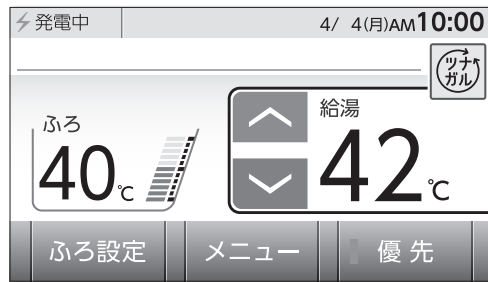 発電中 4/ 4(月)AM10:00
ツナ
ガル
ふろ 給湯
40℃ 42℃
ふろ設定 メニュー 優先